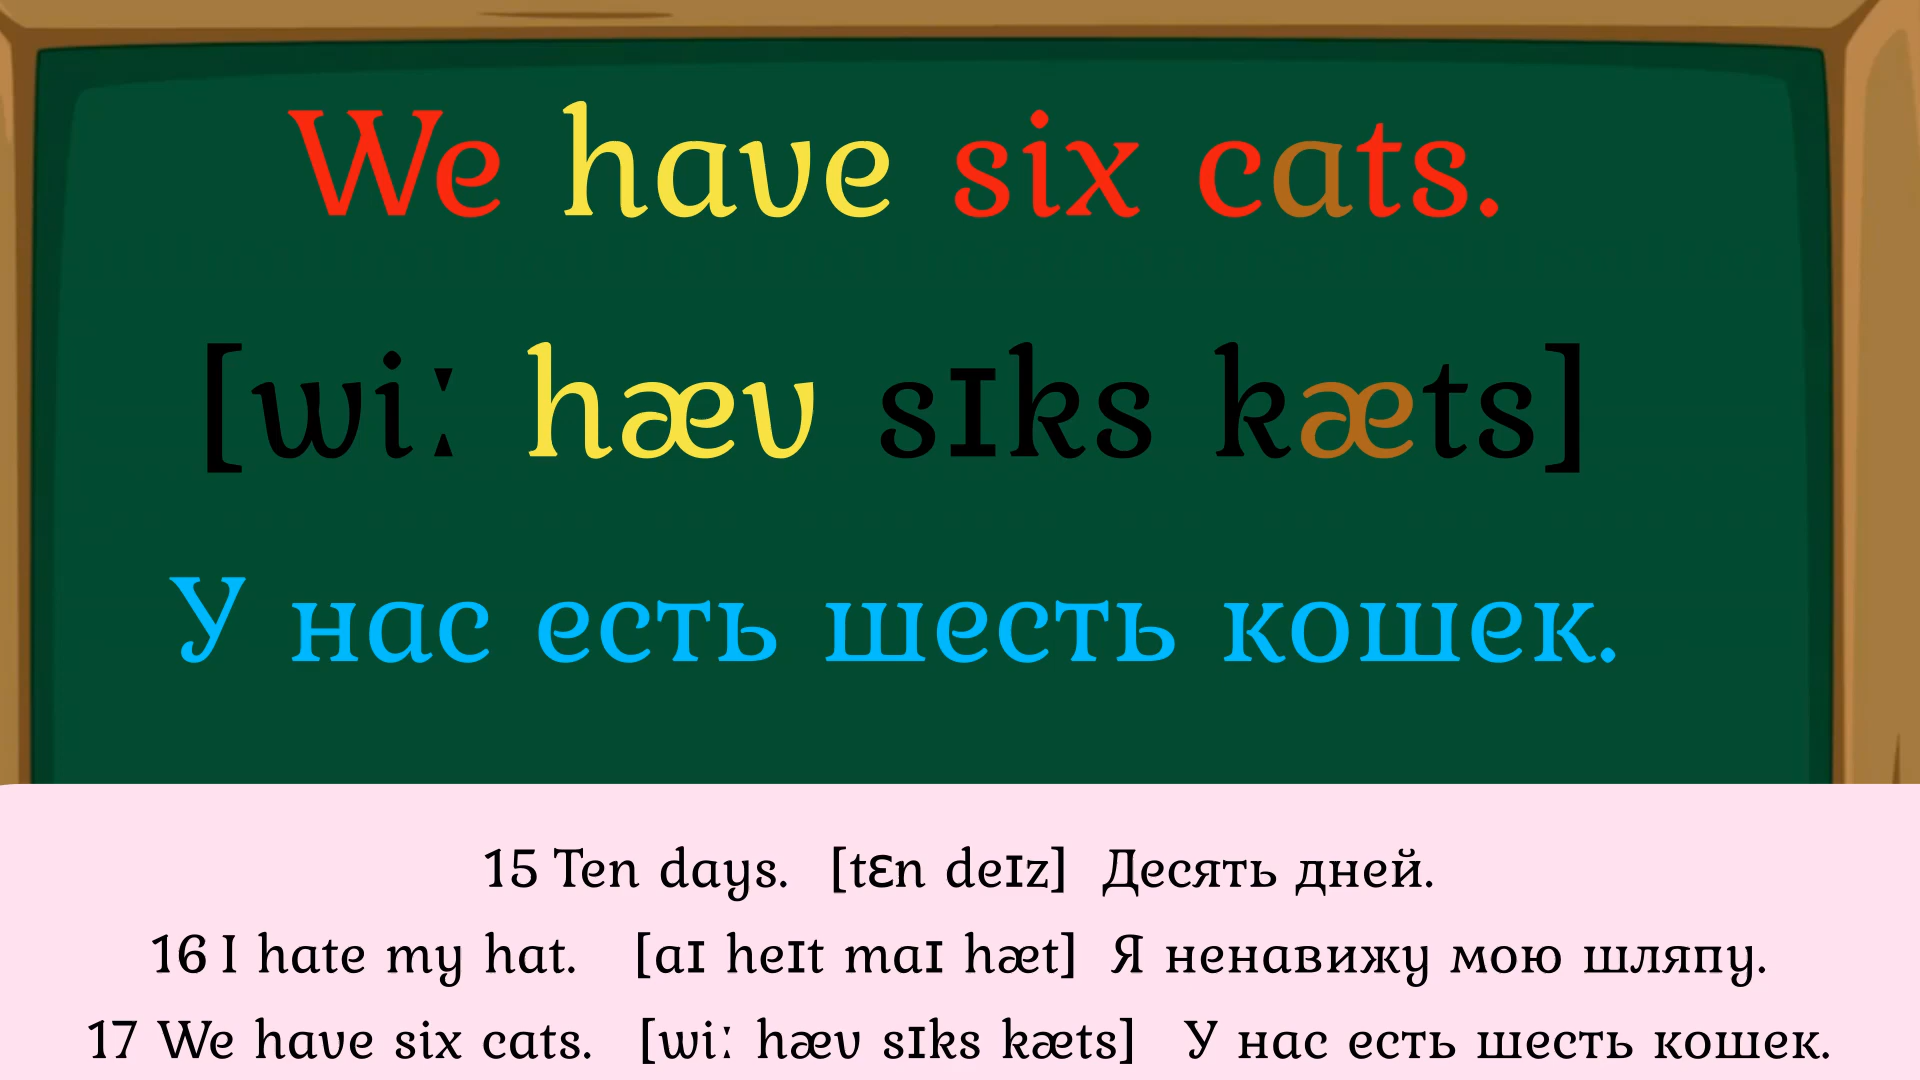 We have six cats.
[wiː hæv sɪks kæts]
У нас есть шесть кошек.
15 Ten days. [tɛn deɪz] Десять дней.
16 I hate my hat. [aɪ heɪt maɪ hæt] Я ненавижу мою шляпу.
17 We have six cats. [wiː hæv sɪks kæts] У нас есть шесть кошек.